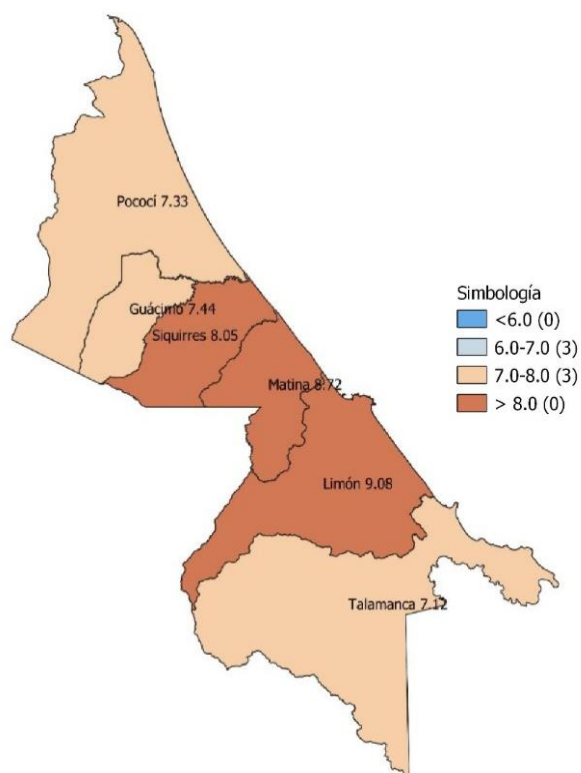 Pococí 7.33
Guácimo 7.44
Siquirres 8.05
Matina 8.72
Limón 9.08
Talamanca 7.12
Simbología
<6.0 (0)
6.0-7.0 (3)
7.0-8.0 (3)
> 8.0 (0)